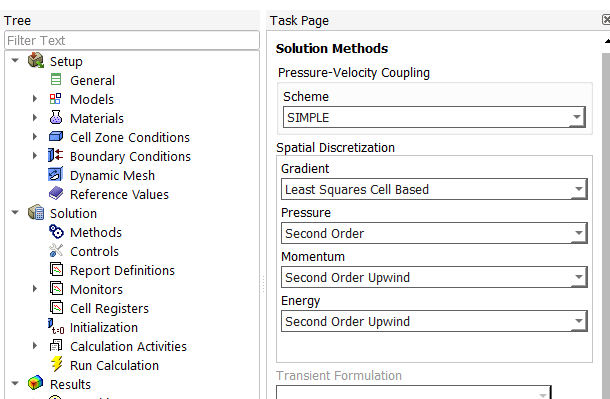 Tree
Filter Text
Setup
General
Models
Materials
Cell Zone Conditions
Boundary Conditions
Dynamic Mesh
Reference Values
Solution
Methods
Controls
Report Definitions
Monitors
Cell Registers
t=0 Initialization
Calculation Activities
Run Calculation
Results
Task Page
Solution Methods
Pressure-Velocity Coupling
Scheme
SIMPLE
Spatial Discretization
Gradient
Least Squares Cell Based
Pressure
Second Order
Momentum
Second Order Upwind
Energy
Second Order Upwind
Transient Formulation